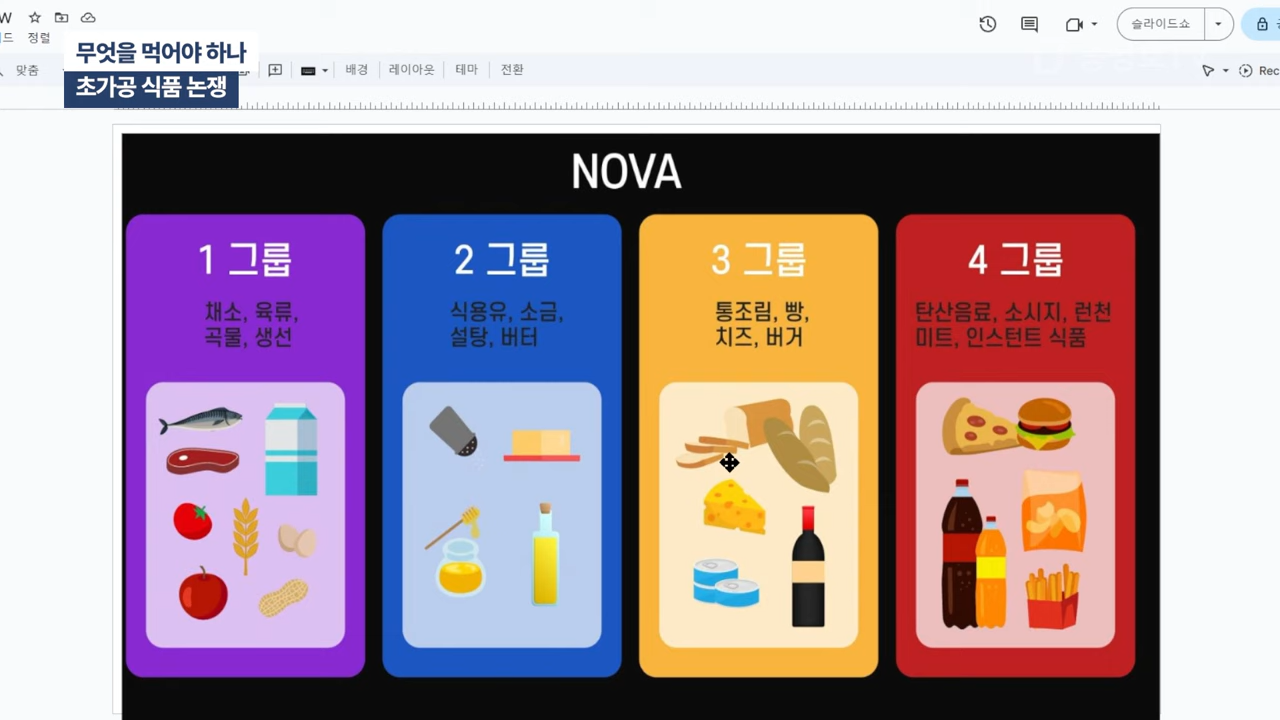 W
드
정렬
슬라이드쇼
무엇을 먹어야 하나
초가공 식품 논쟁
맞춤
배경
레이아웃
테마
전환
Rec
NOVA
1 그룹
채소, 육류,
곡물, 생선
2 그룹
식용유, 소금,
설탕, 버터
3 그룹
통조림, 빵,
치즈, 버거
4 그룹
탄산음료, 소시지, 런천
미트, 인스턴트 식품